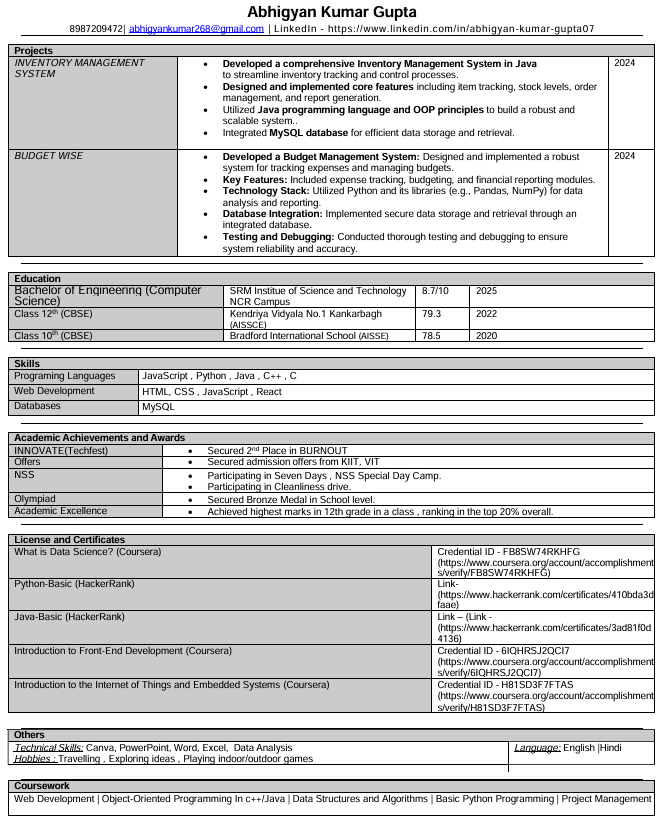 Abhigyan Kumar Gupta
8987209472| abhigyankumar268@gmail.com | LinkedIn - https://www.linkedin.com/in/abhigyan-kumar-gupta07
Projects
INVENTORY MANAGEMENT
SYSTEM
• Developed a comprehensive Inventory Management System in Java
to streamline inventory tracking and control processes.
• Designed and implemented core features including item tracking, stock levels, order
management, and report generation.
• Utilized Java programming language and OOP principles to build a robust and
scalable system..
• Integrated MySQL database for efficient data storage and retrieval.
2024
BUDGET WISE
• Developed a Budget Management System: Designed and implemented a robust
system for tracking expenses and managing budgets.
• Key Features: Included expense tracking, budgeting, and financial reporting modules.
• Technology Stack: Utilized Python and its libraries (e.g., Pandas, NumPy) for data
analysis and reporting.
• Database Integration: Implemented secure data storage and retrieval through an
integrated database.
• Testing and Debugging: Conducted thorough testing and debugging to ensure
system reliability and accuracy.
2024
Education
Bachelor of Engineering (Computer
Science)
SRM Institue of Science and Technology
NCR Campus
8.7/10
2025
Class 12th (CBSE)
Kendriya Vidyala No.1 Kankarbagh
(AISSCE)
79.3
2022
Class 10th (CBSE)
Bradford International School (AISSE)
78.5
2020
Skills
Programing Languages
JavaScript , Python , Java , C++ , C
Web Development
HTML, CSS , JavaScript , React
Databases
MySQL
Academic Achievements and Awards
INNOVATE(Techfest)
• Secured 2nd Place in BURNOUT
Offers
• Secured admission offers from KIIT, VIT
NSS
• Participating in Seven Days , NSS Special Day Camp.
• Participating in Cleanliness drive.
Olympiad
• Secured Bronze Medal in School level.
Academic Excellence
• Achieved highest marks in 12th grade in a class , ranking in the top 20% overall.
License and Certificates
What is Data Science? (Coursera)
Credential ID - FB8SW74RKHFG
(https://www.coursera.org/account/accomplishment
s/verify/FB8SW74RKHFG)
Python-Basic (HackerRank)
Link-
(https://www.hackerrank.com/certificates/410bda3d
faae)
Java-Basic (HackerRank)
Link – (Link -
(https://www.hackerrank.com/certificates/3ad81f0d
4136)
Introduction to Front-End Development (Coursera)
Credential ID - 6IQHRSJ2QCI7
(https://www.coursera.org/account/accomplishment
s/verify/6IQHRSJ2QCI7)
Introduction to the Internet of Things and Embedded Systems (Coursera)
Credential ID - H81SD3F7FTAS
(https://www.coursera.org/account/accomplishment
s/verify/H81SD3F7FTAS)
Others
Technical Skills: Canva, PowerPoint, Word, Excel, Data Analysis
Hobbies : Travelling , Exploring ideas , Playing indoor/outdoor games
Language: English |Hindi
Coursework
Web Development | Object-Oriented Programming In c++/Java | Data Structures and Algorithms | Basic Python Programming | Project Management